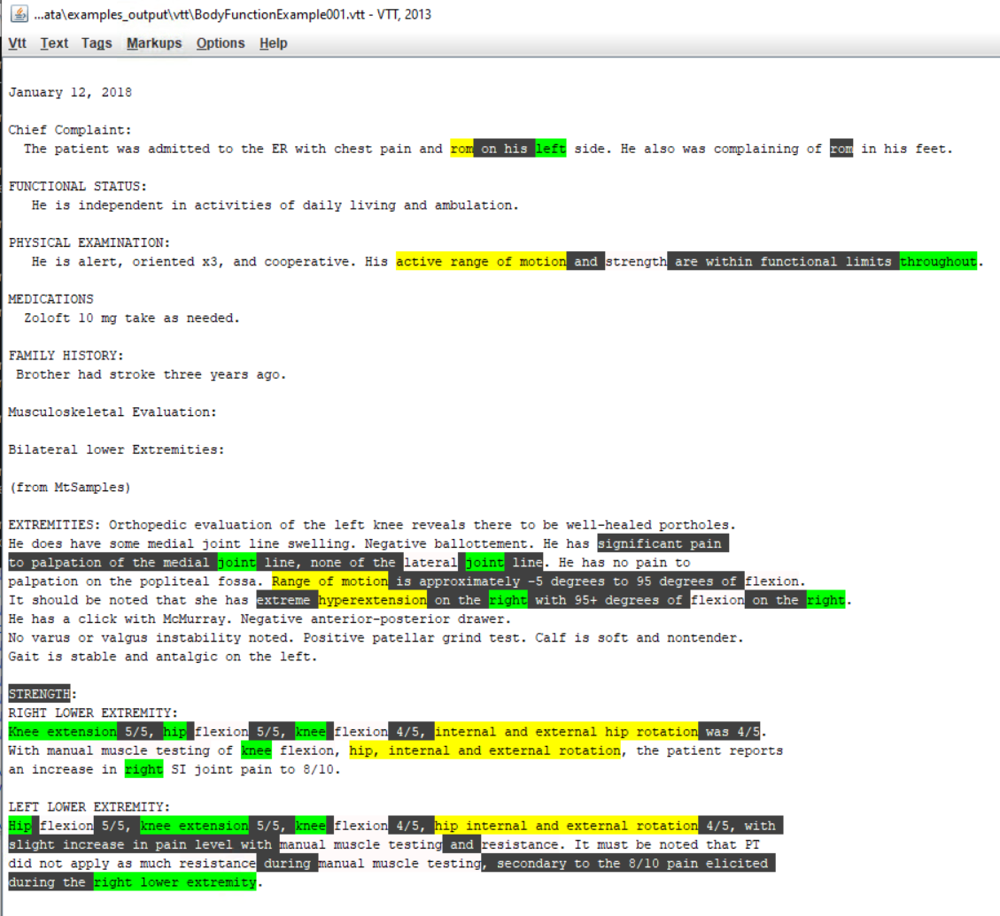 ...ata\examples_output\vtt\BodyFunctionExample001.vtt - VTT, 2013
Vtt Text Tags Markups Options Help
January 12, 2018
Chief Complaint:
The patient was admitted to the ER with chest pain and rom on his left side. He also was complaining of rom in his feet.
FUNCTIONAL STATUS:
He is independent in activities of daily living and ambulation.
PHYSICAL EXAMINATION:
He is alert, oriented x3, and cooperative. His active range of motion and strength are within functional limits throughout.
MEDICATIONS
Zoloft 10 mg take as needed.
FAMILY HISTORY:
Brother had stroke three years ago.
Musculoskeletal Evaluation:
Bilateral lower Extremities:
(from MtSamples)
EXTREMITIES: Orthopedic evaluation of the left knee reveals there to be well-healed portholes.
He does have some medial joint line swelling. Negative ballottement. He has significant pain
to palpation of the medial joint line, none of the lateral joint line. He has no pain to
palpation on the popliteal fossa. Range of motion is approximately -5 degrees to 95 degrees of flexion.
It should be noted that she has extreme hyperextension on the right with 95+ degrees of flexion on the right.
He has a click with McMurray. Negative anterior-posterior drawer.
No varus or valgus instability noted. Positive patellar grind test. Calf is soft and nontender.
Gait is stable and antalgic on the left.
STRENGTH:
RIGHT LOWER EXTREMITY:
Knee extension 5/5, hip flexion 5/5, knee flexion 4/5, internal and external hip rotation was 4/5.
With manual muscle testing of knee flexion, hip, internal and external rotation, the patient reports
an increase in right SI joint pain to 8/10.
LEFT LOWER EXTREMITY:
Hip flexion 5/5, knee extension 5/5, knee flexion 4/5, hip internal and external rotation 4/5, with
slight increase in pain level with manual muscle testing and resistance. It must be noted that PT
did not apply as much resistance during manual muscle testing, secondary to the 8/10 pain elicited
during the right lower extremity.